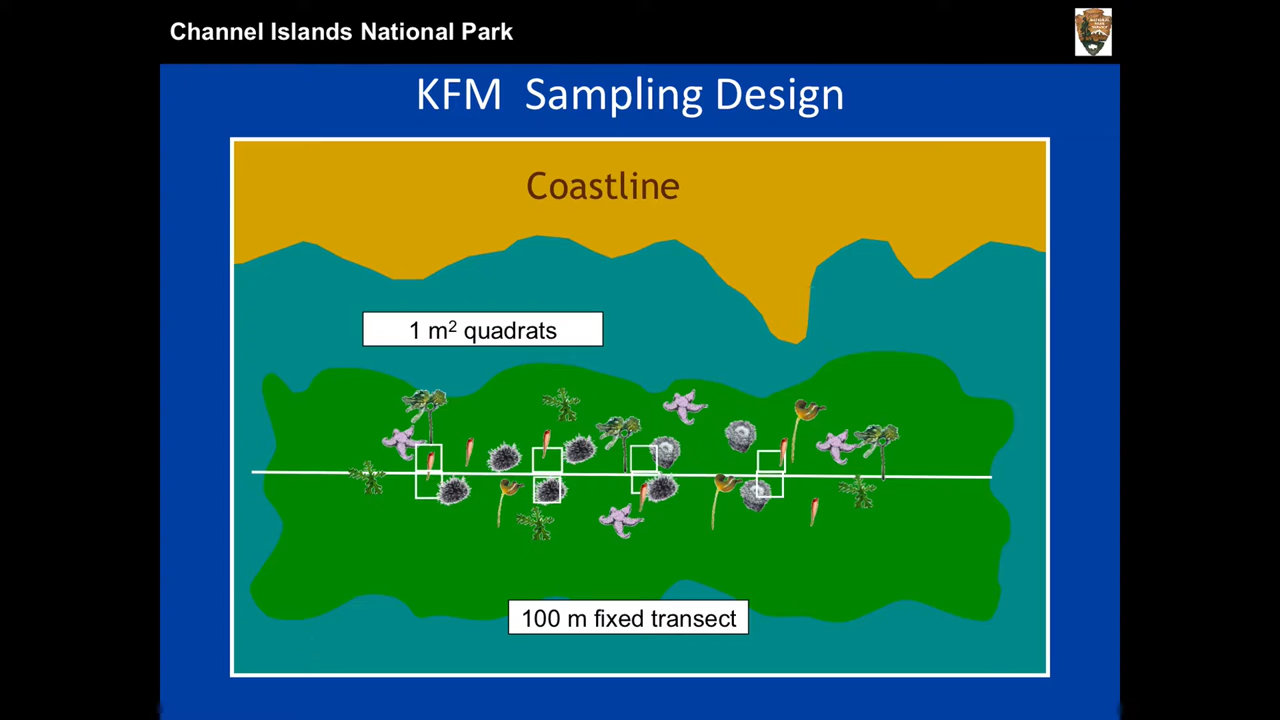 Channel Islands National Park
KFM Sampling Design
Coastline
1 m² quadrats
100 m fixed transect